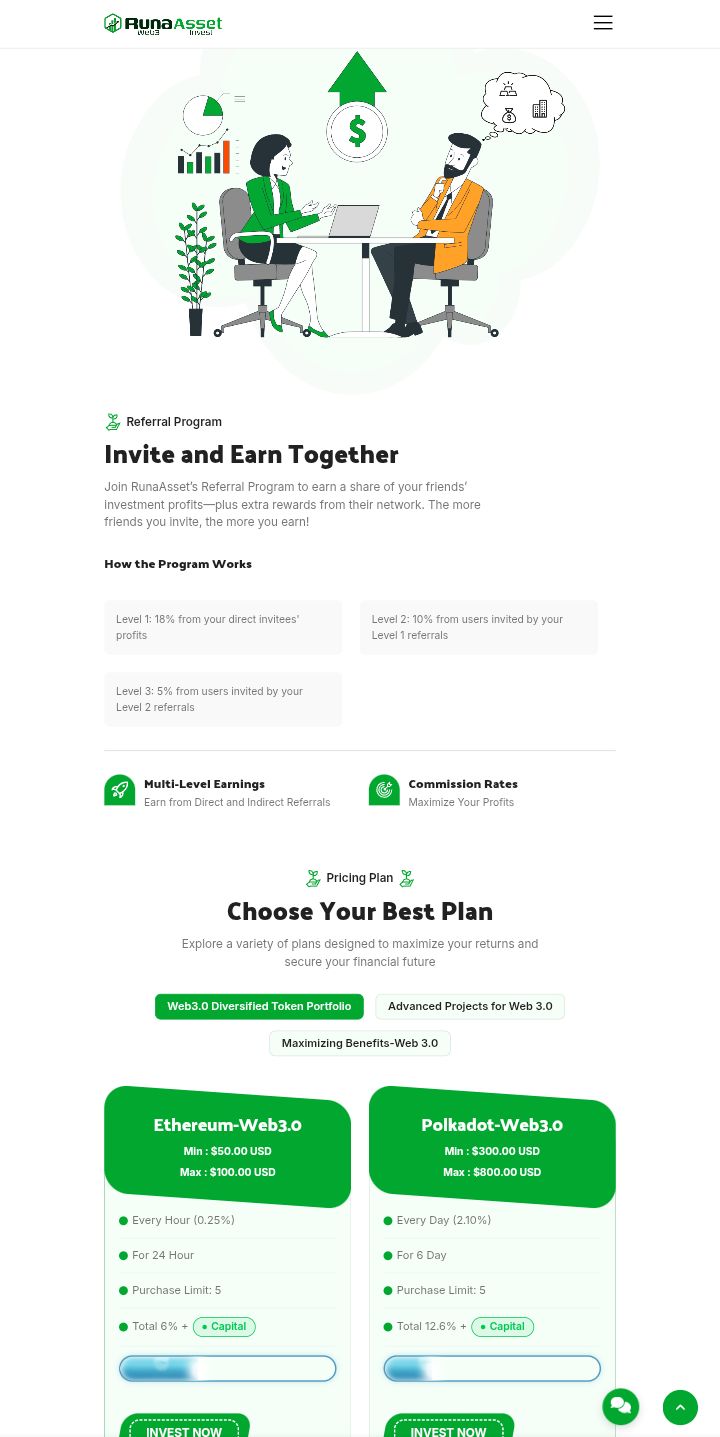 RunaAsset
Web3 Invest
$
$
Referral Program
Invite and Earn Together
Join RunaAsset's Referral Program to earn a share of your friends'
investment profits—plus extra rewards from their network. The more
friends you invite, the more you earn!
How the Program Works
Level 1: 18% from your direct invitees'
profits
Level 2: 10% from users invited by your
Level 1 referrals
Level 3: 5% from users invited by your
Level 2 referrals
Multi-Level Earnings
Earn from Direct and Indirect Referrals
Commission Rates
Maximize Your Profits
Pricing Plan
Choose Your Best Plan
Explore a variety of plans designed to maximize your returns and
secure your financial future
Web3.0 Diversified Token Portfolio
Advanced Projects for Web 3.0
Maximizing Benefits-Web 3.0
Ethereum-Web3.0
Min : $50.00 USD
Max : $100.00 USD
Every Hour (0.25%)
For 24 Hour
Purchase Limit: 5
Total 6% + • Capital
INVEST NOW
Polkadot-Web3.0
Min : $300.00 USD
Max : $800.00 USD
Every Day (2.10%)
For 6 Day
Purchase Limit: 5
Total 12.6% + • Capital
INVEST NOW